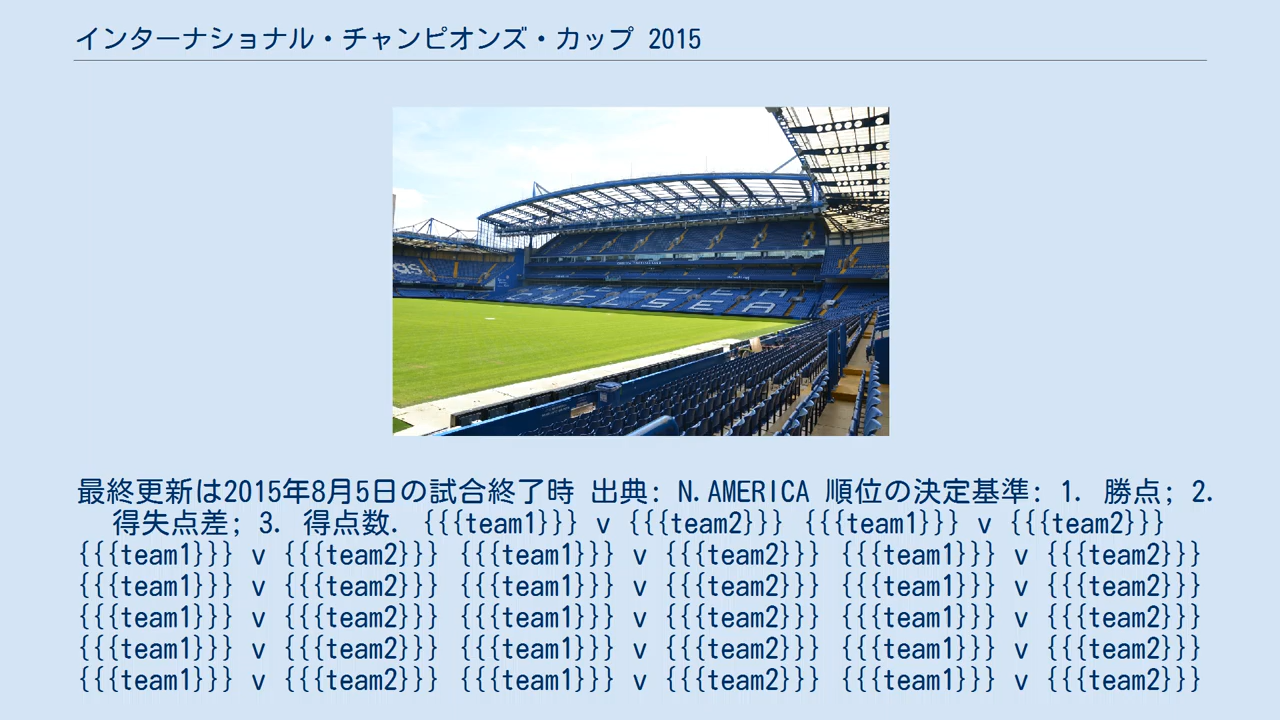 インターナショナル・チャンピオンズ・カップ 2015
CHELSEA
最終更新は2015年8月5日の試合終了時 出典: N.AMERICA 順位の決定基準: 1. 勝点; 2.
得失点差; 3. 得点数. {{{team1}}} v {{{team2}}} {{{team1}}} v {{{team2}}}
{{{team1}}} v {{{team2}}} {{{team1}}} v {{{team2}}} {{{team1}}} v {{{team2}}}
{{{team1}}} v {{{team2}}} {{{team1}}} v {{{team2}}} {{{team1}}} v {{{team2}}}
{{{team1}}} v {{{team2}}} {{{team1}}} v {{{team2}}} {{{team1}}} v {{{team2}}}
{{{team1}}} v {{{team2}}} {{{team1}}} v {{{team2}}} {{{team1}}} v {{{team2}}}
{{{team1}}} v {{{team2}}} {{{team1}}} v {{{team2}}} {{{team1}}} v {{{team2}}}